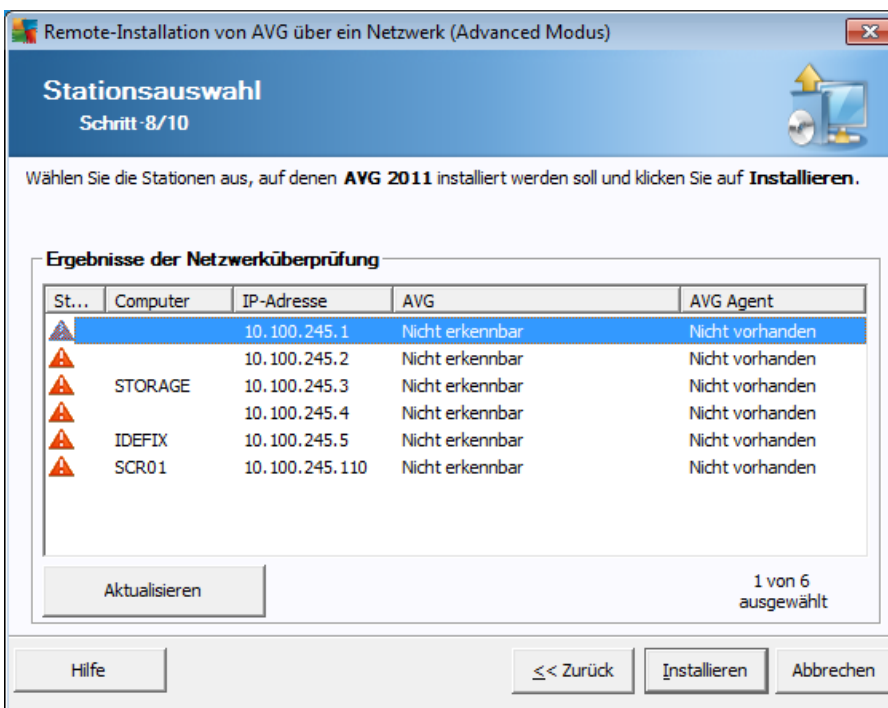 Remote-Installation von AVG über ein Netzwerk (Advanced Modus)
Stationsauswahl
Schritt-8/10
Wählen Sie die Stationen aus, auf denen AVG 2011 installiert werden soll und klicken Sie auf Installieren.
Ergebnisse der Netzwerküberprüfung
St... Computer IP-Adresse AVG AVG Agent
10.100.245.1 Nicht erkennbar Nicht vorhanden
10.100.245.2 Nicht erkennbar Nicht vorhanden
STORAGE 10.100.245.3 Nicht erkennbar Nicht vorhanden
10.100.245.4 Nicht erkennbar Nicht vorhanden
IDEFIX 10.100.245.5 Nicht erkennbar Nicht vorhanden
SCR01 10.100.245.110 Nicht erkennbar Nicht vorhanden
Aktualisieren
1 von 6
ausgewählt
Hilfe << Zurück Installieren Abbrechen